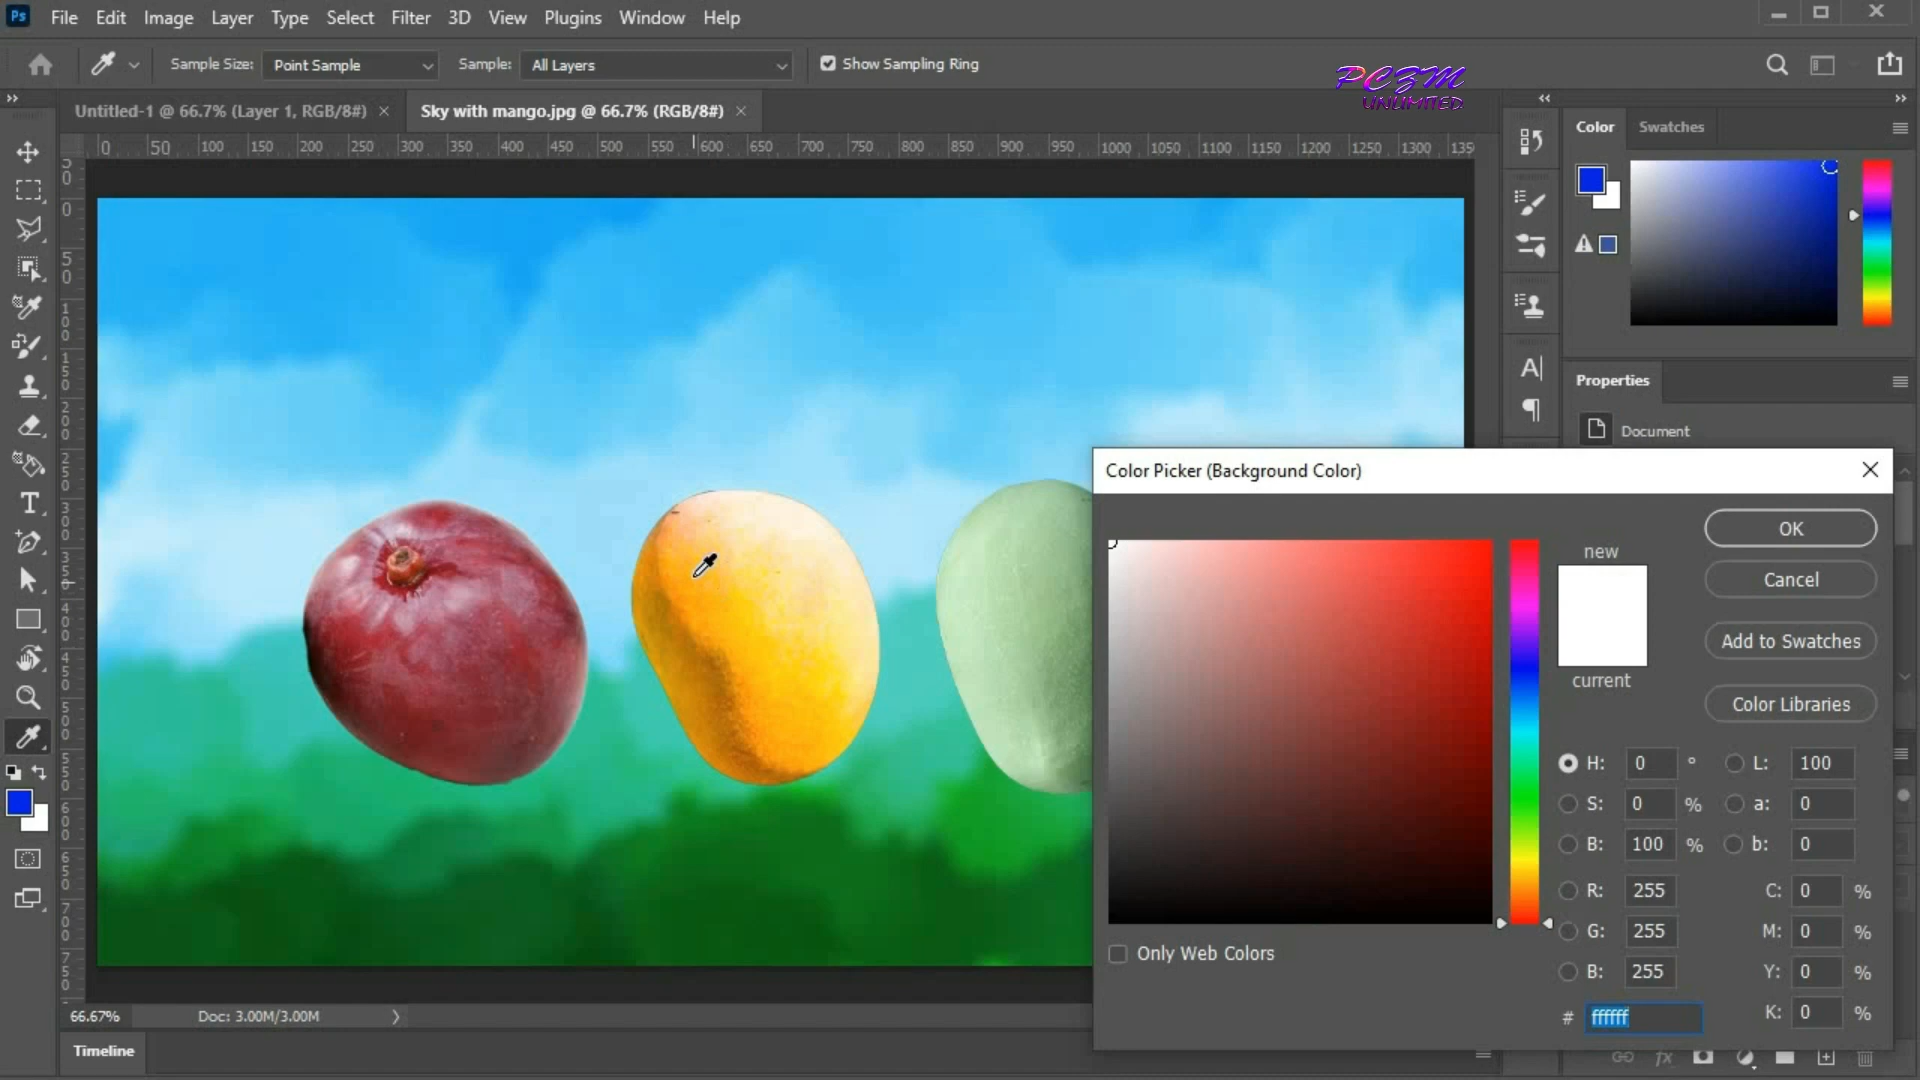 Ps File Edit Image Layer Type Select Filter 3D View Plugins Window Help
Sample Size: Point Sample Sample: All Layers Show Sampling Ring
PCZM
UNLIMITED
Untitled-1 @ 66.7% (Layer 1, RGB/8#) × Sky with mango.jpg @ 66.7% (RGB/8#) ×
0 50 100 150 200 250 300 350 400 450 500 550 600 650 700 750 800 850 900 950 1000 1050 1100 1150 1200 1250 1300 135
Color Swatches
Properties
Document
Color Picker (Background Color)
new
current
OK
Cancel
Add to Swatches
Color Libraries
H: 0 ° L: 100
S: 0 % a: 0
B: 100 % b: 0
R: 255 C: 0 %
G: 255 M: 0 %
B: 255 Y: 0 %
# ffffff K: 0 %
Only Web Colors
66.67% Doc: 3.00M/3.00M
Timeline